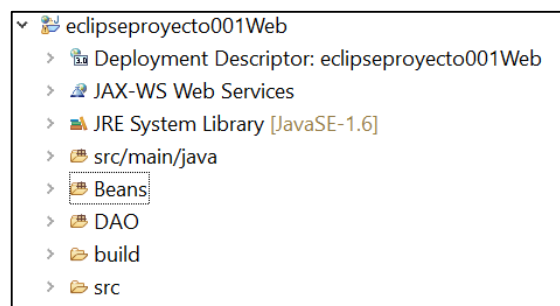 eclipseproyecto001Web
Deployment Descriptor: eclipseproyecto001Web
JAX-WS Web Services
JRE System Library [JavaSE-1.6]
src/main/java
Beans
DAO
build
src